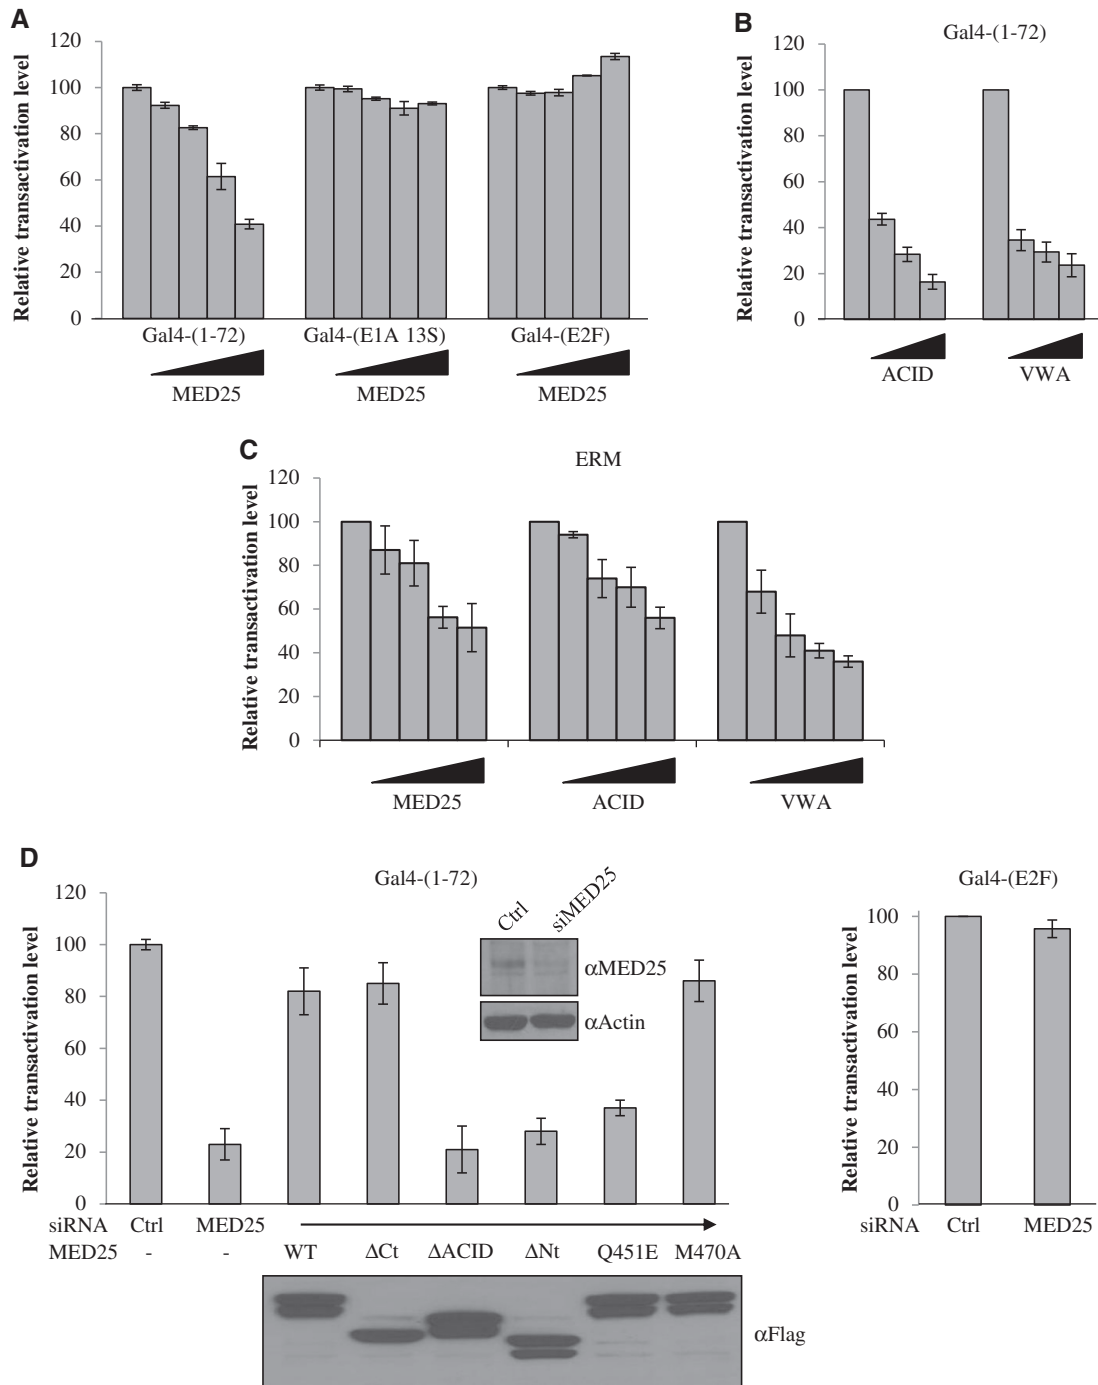 A
Relative transactivation level
120
100
80
60
40
20
0
Gal4-(1-72)
Gal4-(E1A 13S)
Gal4-(E2F)
MED25
MED25
MED25
B
Gal4-(1-72)
Relative transactivation level
120
100
80
60
40
20
0
ACID
VWA
C
ERM
Relative transactivation level
120
100
80
60
40
20
0
MED25
ACID
VWA
D
Gal4-(1-72)
Relative transactivation level
120
100
80
60
40
20
0
Ctrl
siMED25
αMED25
αActin
siRNA Ctrl MED25
MED25 - - WT ΔCt ΔACID ΔNt Q451E M470A
αFlag
Gal4-(E2F)
Relative transactivation level
100
80
60
40
20
0
siRNA Ctrl MED25